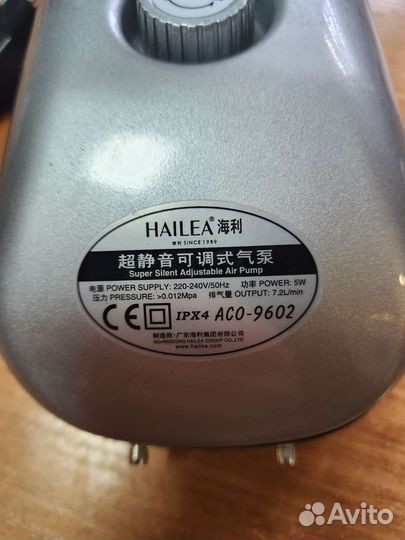 HAILEA® 海利
海利 SINCE 1989
超静音可调式气泵
Super Silent Adjustable Air Pump
电源 POWER SUPPLY: 220-240V/50Hz 功率 POWER: 5W
压力 PRESSURE: >0.012Mpa 排气量 OUTPUT: 7.2L/min
CE IPX4 ACO-9602
制造商·广东海利集团有限公司
GUANGDONG HAILEA GROUP CO.,LTD
www.hailea.com
Avito